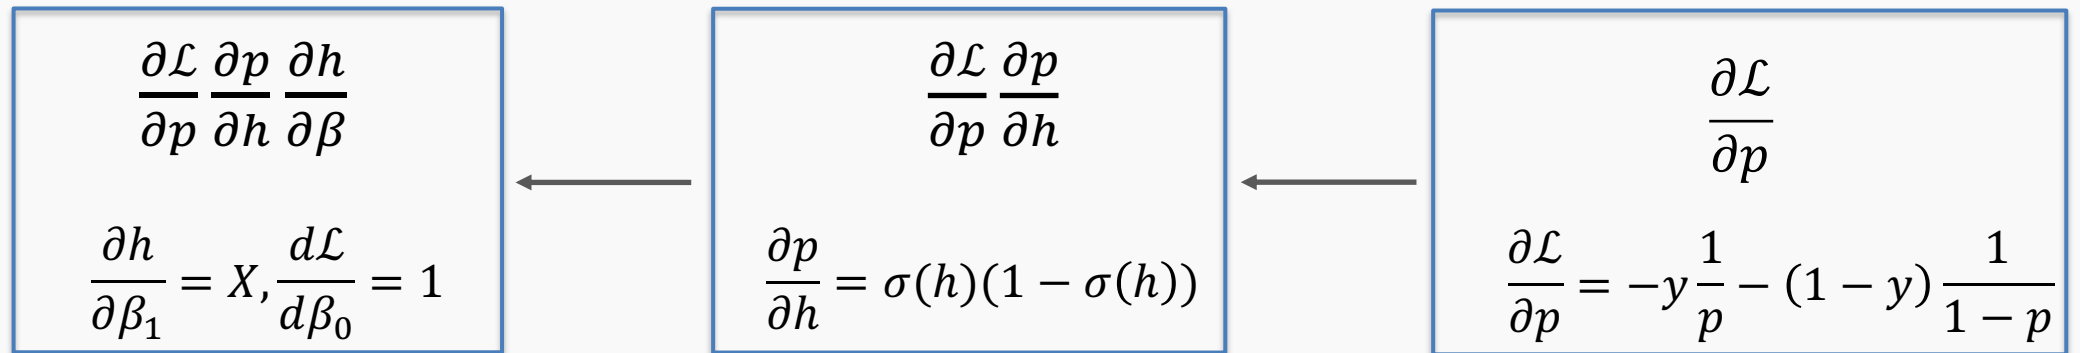 ∂ℒ/∂p ∂p/∂h ∂h/∂β
∂h/∂β₁ = X, dℒ/dβ₀ = 1
∂ℒ/∂p ∂p/∂h
∂p/∂h = σ(h)(1 − σ(h))
∂ℒ/∂p
∂ℒ/∂p = −y 1/p − (1 − y) 1/(1 − p)